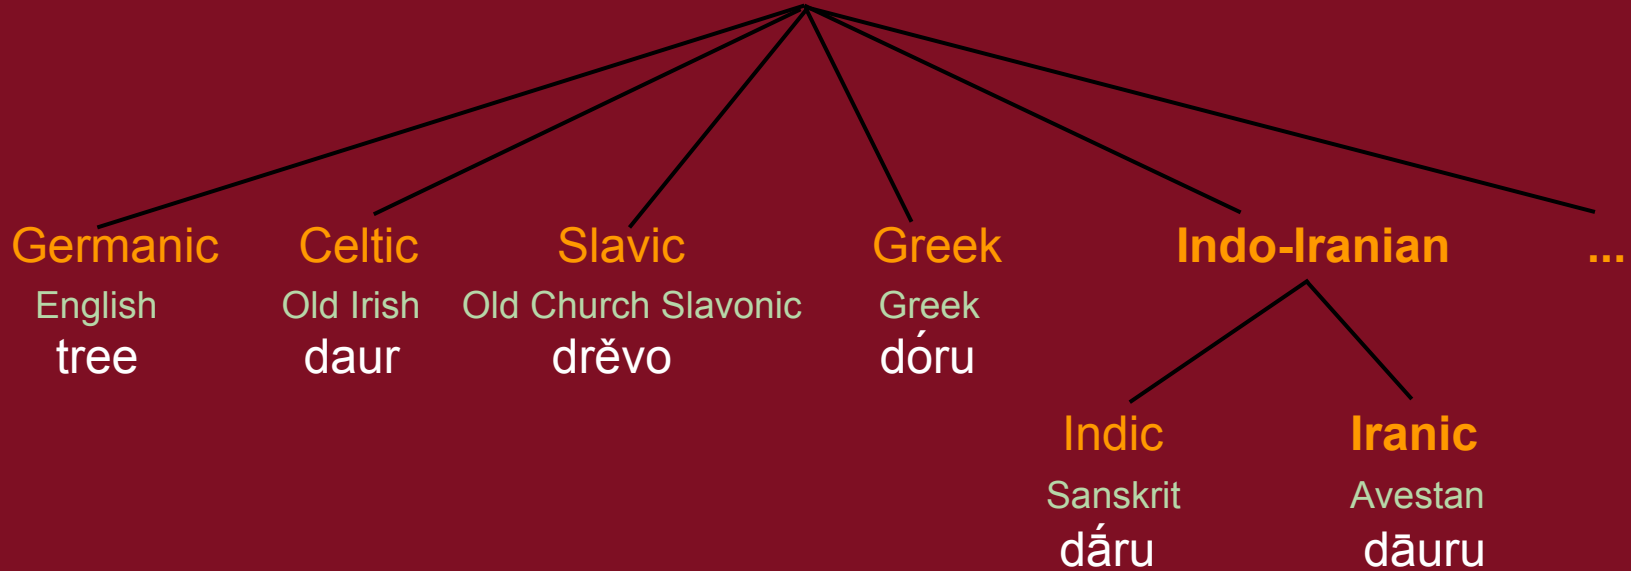 Germanic Celtic Slavic Greek Indo-Iranian ...
English Old Irish Old Church Slavonic Greek
tree daur drěvo dóru
Indic Iranic
Sanskrit Avestan
dā́ru dāuru